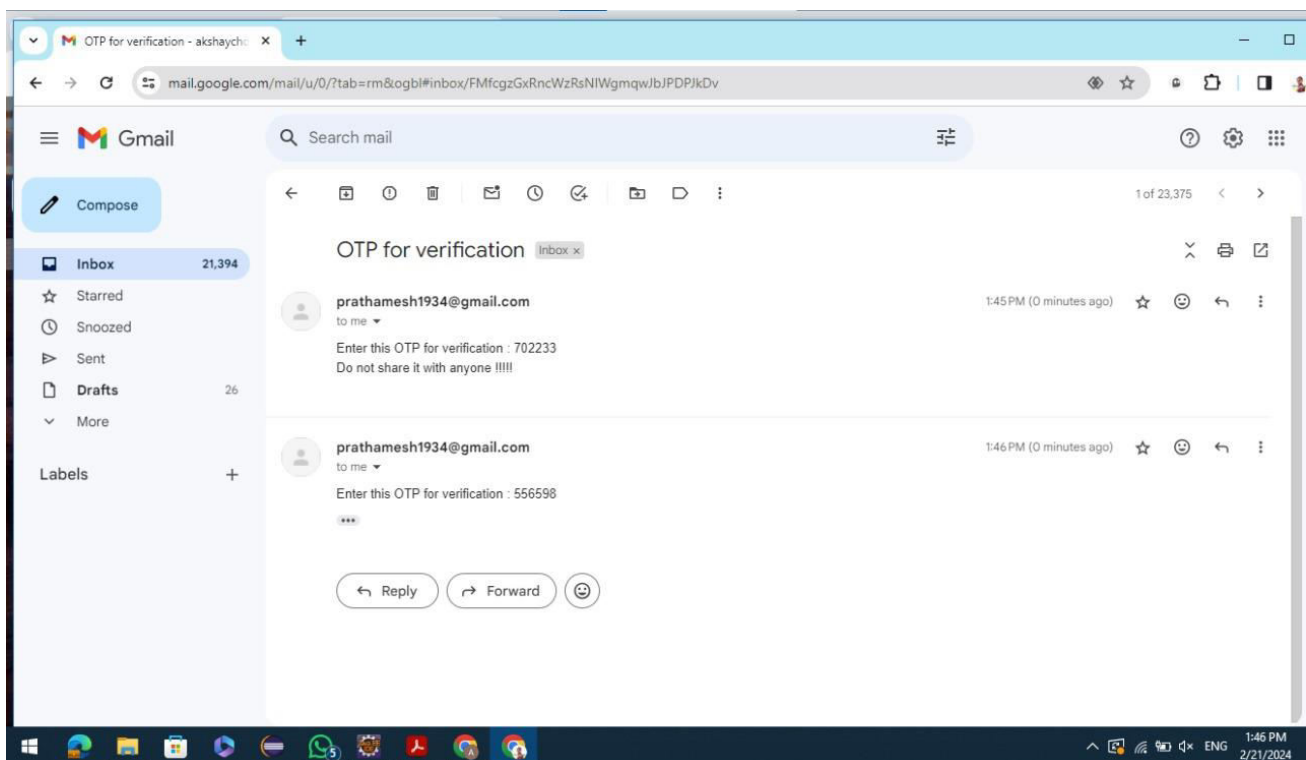 OTP for verification - akshaycho
mail.google.com/mail/u/0/?tab=rm&ogbl#inbox/FMfcgzGxRncWzRsNlWgmqwJbJPDPJkDv
Gmail
Search mail
Compose
1 of 23,375
OTP for verification Inbox x
Inbox 21,394
Starred
Snoozed
Sent
Drafts 26
More
Labels
prathamesh1934@gmail.com 1:45 PM (0 minutes ago)
to me
Enter this OTP for verification : 702233
Do not share it with anyone !!!!!
prathamesh1934@gmail.com 1:46 PM (0 minutes ago)
to me
Enter this OTP for verification : 556598
Reply Forward
5
ENG 1:46 PM
2/21/2024